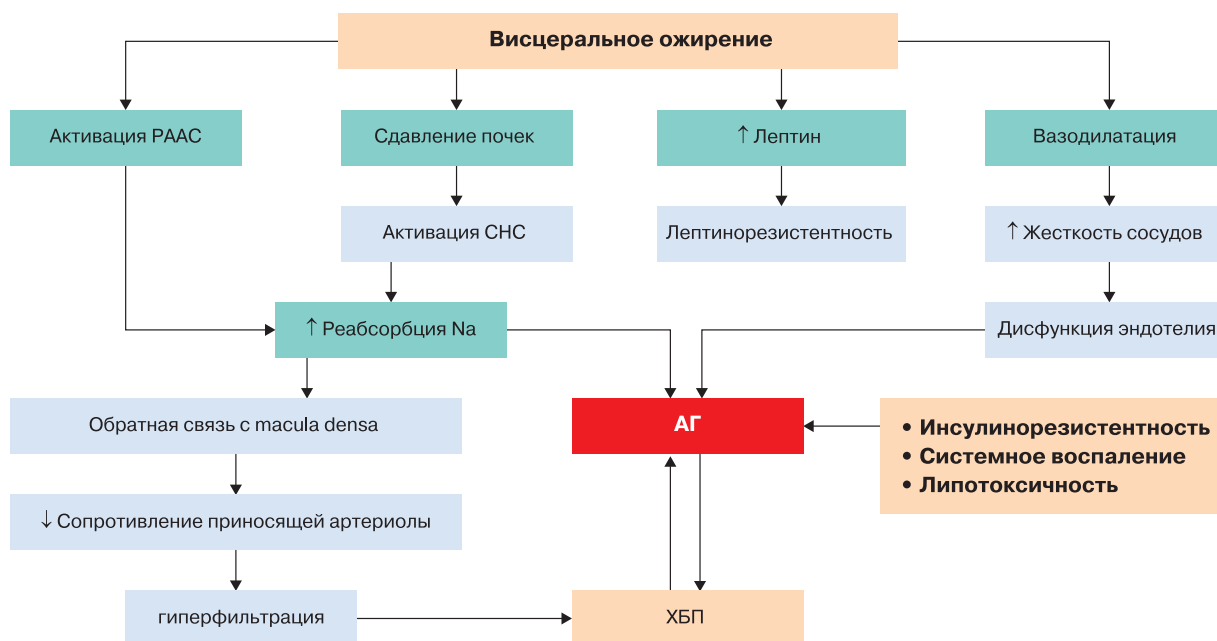 Висцеральное ожирение
Активация РААС
Сдавление почек
↑ Лептин
Вазодилатация
Активация СНС
Лептинорезистентность
↑ Жесткость сосудов
↑ Реабсорбция Na
Дисфункция эндотелия
Обратная связь с macula densa
АГ
• Инсулинорезистентность
• Системное воспаление
• Липотоксичность
↓ Сопротивление приносящей артериолы
гиперфильтрация
ХБП